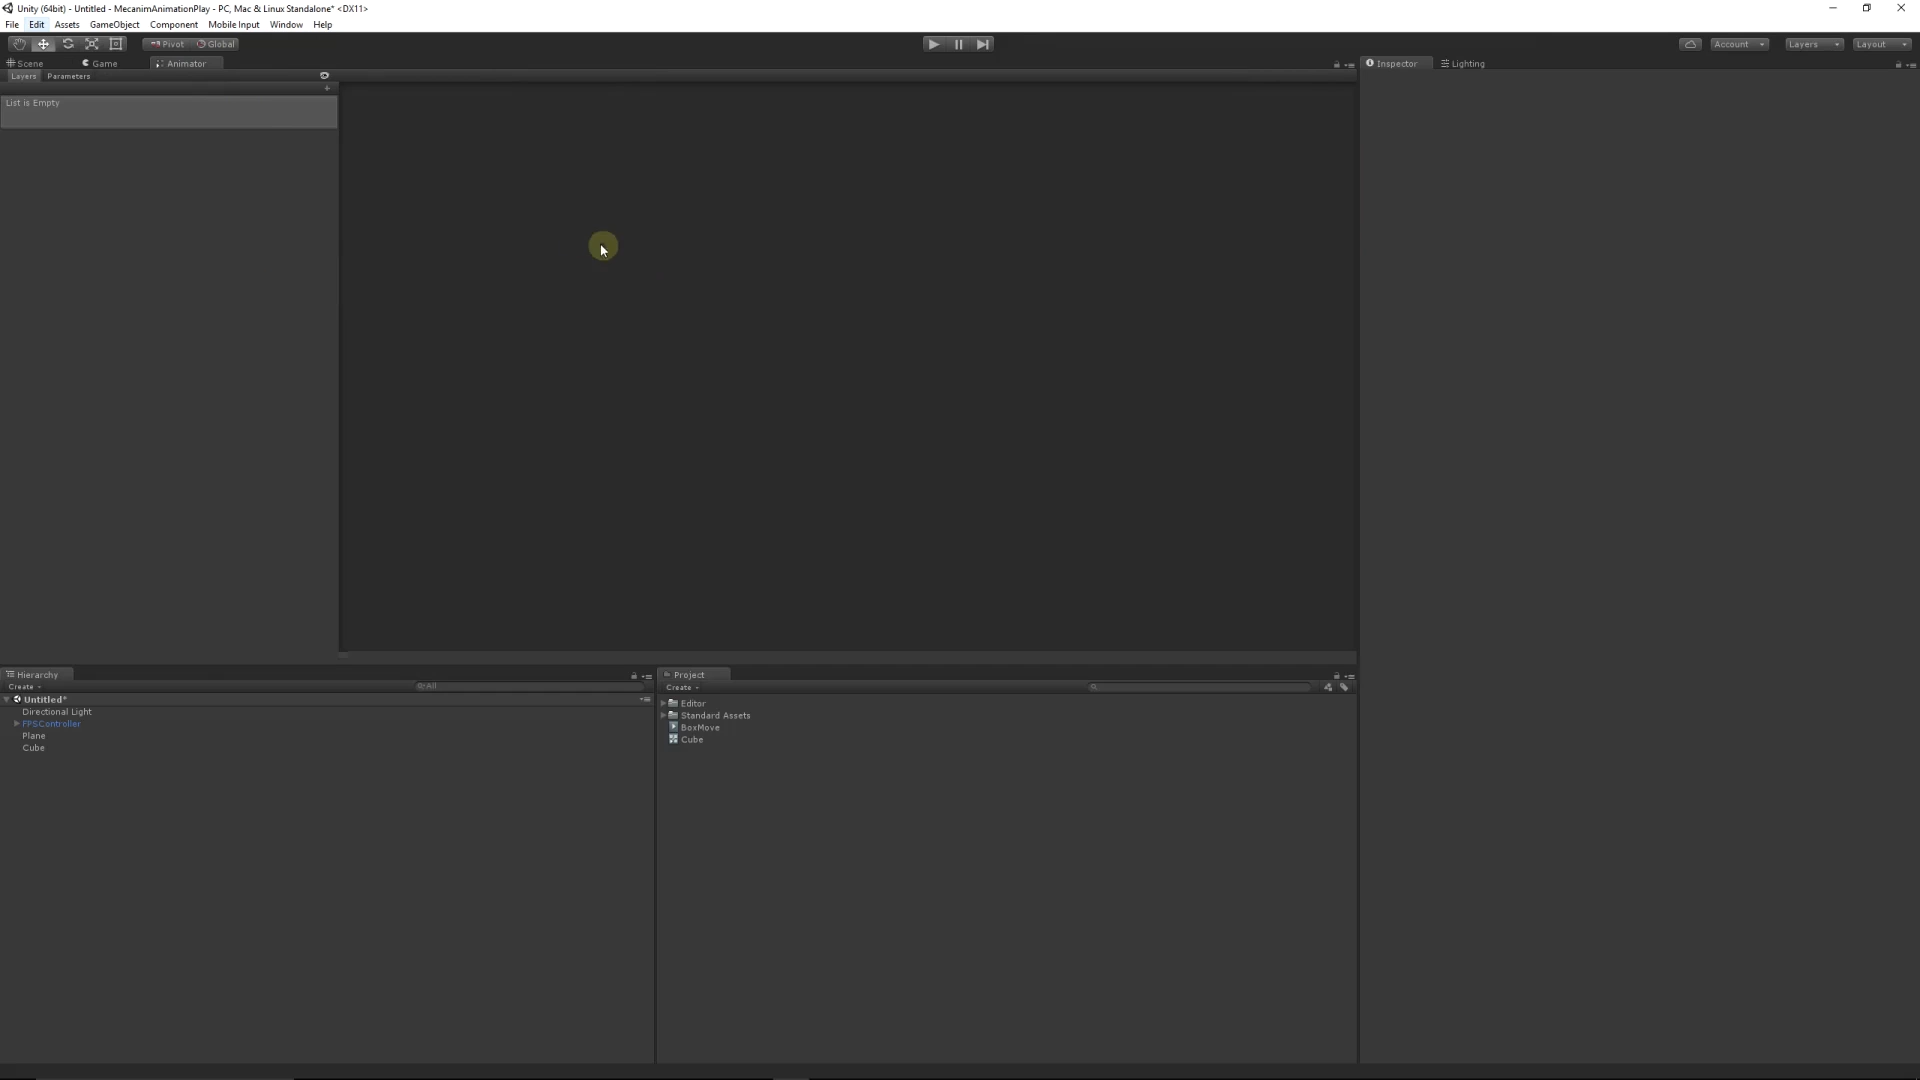 Unity (64bit) - Untitled - MecanimAnimationPlay - PC, Mac & Linux Standalone* <DX11>
File Edit Assets GameObject Component Mobile Input Window Help
Pivot Global Account Layers Layout
Scene Game Animator Inspector Lighting
Layers Parameters
List is Empty
Hierarchy
Create All
Untitled*
Directional Light
FPSController
Plane
Cube
Project
Create
Editor
Standard Assets
BoxMove
Cube